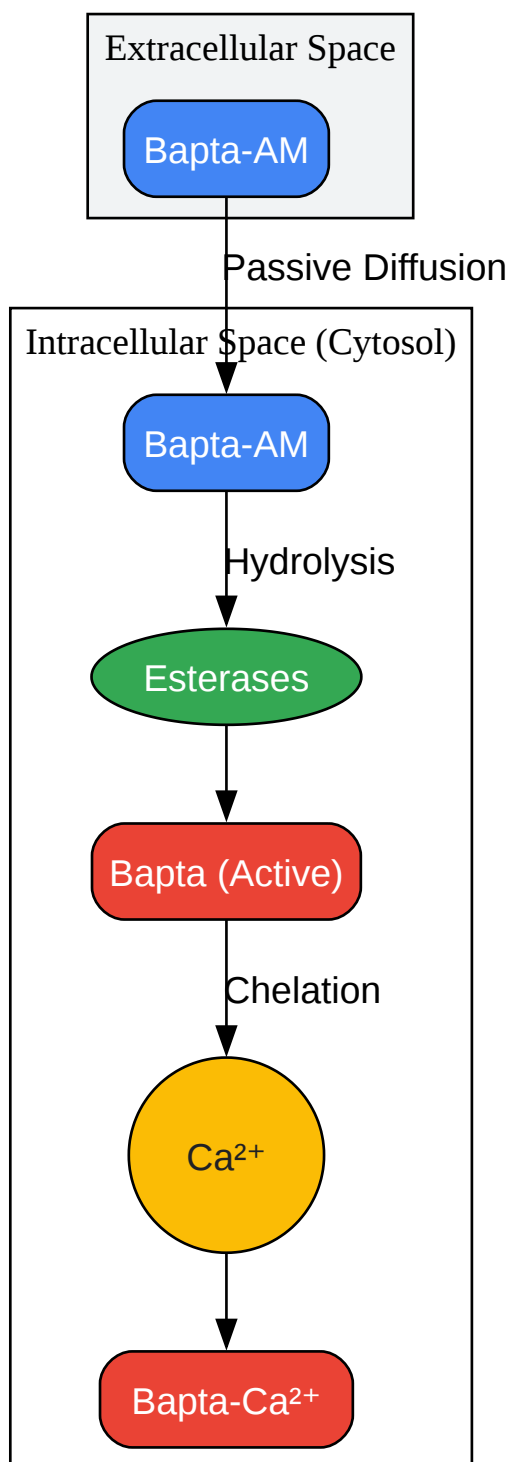 Extracellular Space
Bapta-AM
Passive Diffusion
Intracellular Space (Cytosol)
Bapta-AM
Hydrolysis
Esterases
Bapta (Active)
Chelation
Ca²⁺
Bapta-Ca²⁺